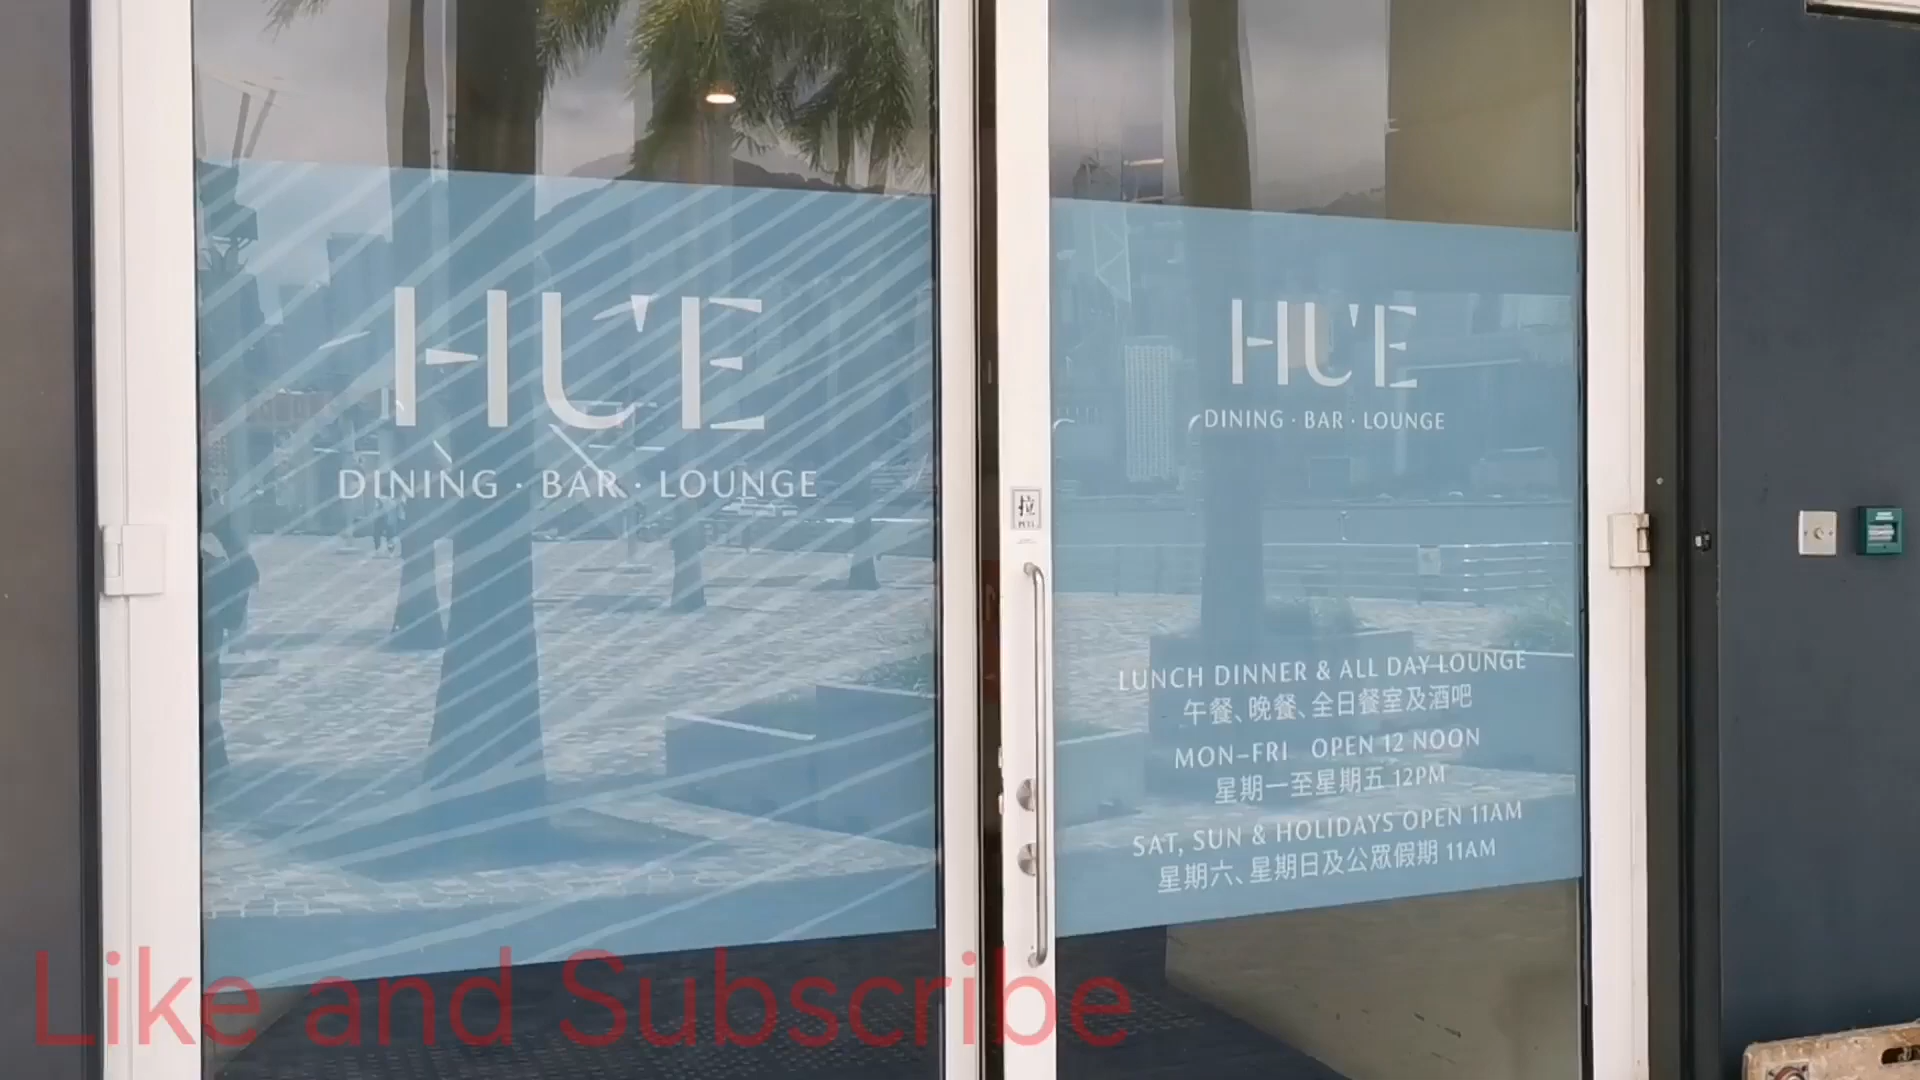 HUE
DINING · BAR · LOUNGE
HUE
DINING · BAR · LOUNGE
拉
LUNCH DINNER & ALL DAY LOUNGE
午餐、晚餐、全日餐室及酒吧
MON–FRI OPEN 12 NOON
星期一至星期五 12PM
SAT, SUN & HOLIDAYS OPEN 11AM
星期六、星期日及公眾假期 11AM
Like and Subscribe